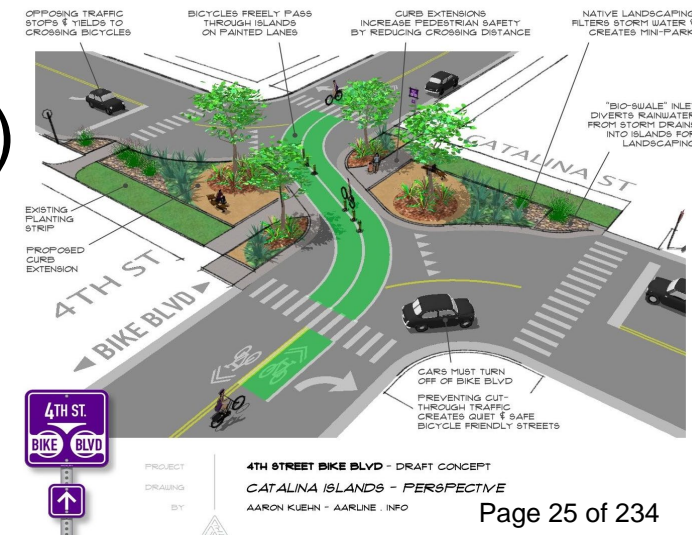 OPPOSING TRAFFIC
STOPS & YIELDS TO
CROSSING BICYCLES
BICYCLES FREELY PASS
THROUGH ISLANDS
ON PAINTED LANES
CURB EXTENSIONS
INCREASE PEDESTRIAN SAFETY
BY REDUCING CROSSING DISTANCE
NATIVE LANDSCAPING
FILTERS STORM WATER &
CREATES MINI-PARK
"BIO-SWALE" INLE
DIVERTS RAINWATER
FROM STORM DRAINS
INTO ISLANDS FOR
LANDSCAPING
CATALINA ST
EXISTING
PLANTING
STRIP
PROPOSED
CURB
EXTENSION
4TH ST
BIKE BLVD
CARS MUST TURN
OFF OF BIKE BLVD
PREVENTING CUT-
THROUGH TRAFFIC
CREATES QUIET & SAFE
BICYCLE FRIENDLY STREETS
4TH ST.
BIKE BLVD
PROJECT 4TH STREET BIKE BLVD - DRAFT CONCEPT
DRAWING CATALINA ISLANDS - PERSPECTIVE
BY AARON KUEHN - AARLINE . INFO
Page 25 of 234